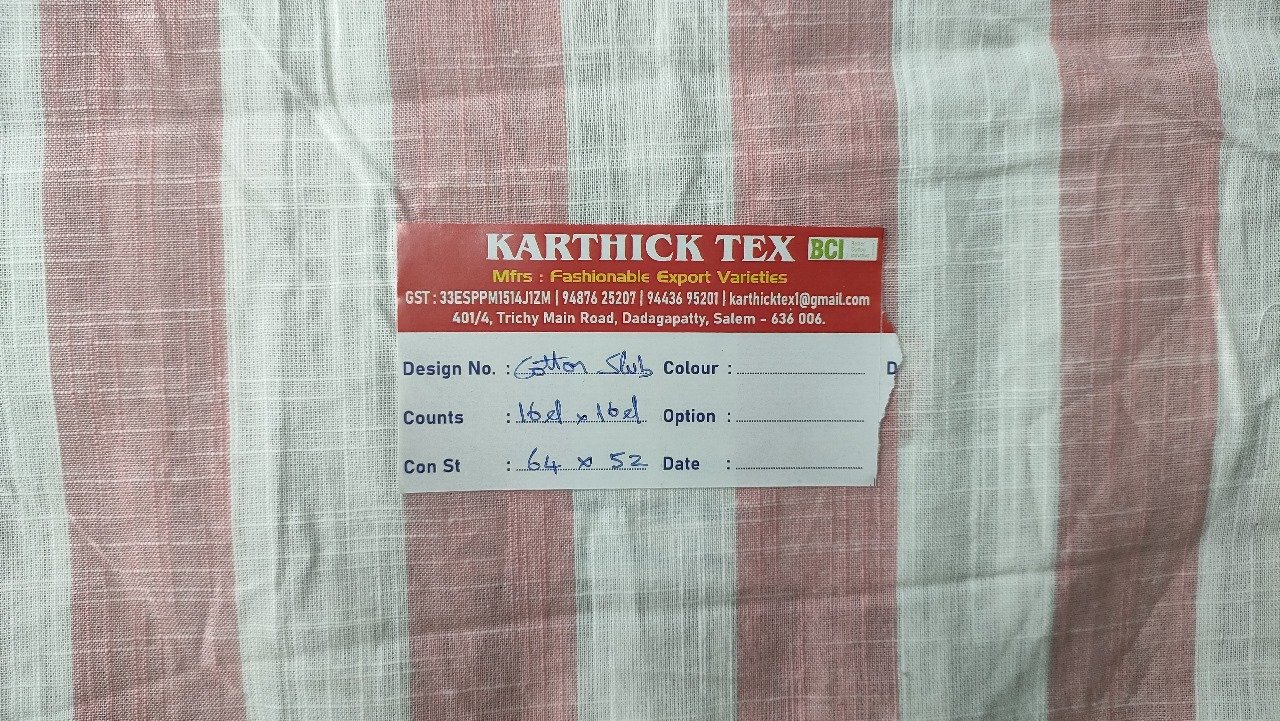 KARTHICK TEX BCI
Mfrs : Fashionable Export Varieties
GST : 33ESPPM1514J1ZM | 94876 25207 | 94436 95201 | karthicktex1@gmail.com
401/4, Trichy Main Road, Dadagapatty, Salem - 636 006.
Design No. : Cotton Slub Colour : D
Counts : 16d x 16d Option :
Con St : 64 x 52 Date :